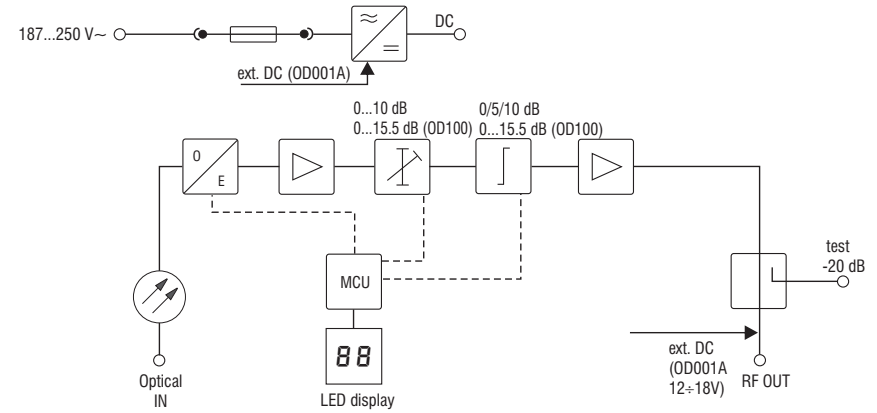 187...250 V~
DC
ext. DC (OD001A)
0...10 dB
0...15.5 dB (OD100)
0/5/10 dB
0...15.5 dB (OD100)
O
E
MCU
88
LED display
Optical
IN
test
-20 dB
ext. DC
(OD001A
12÷18V)
RF OUT